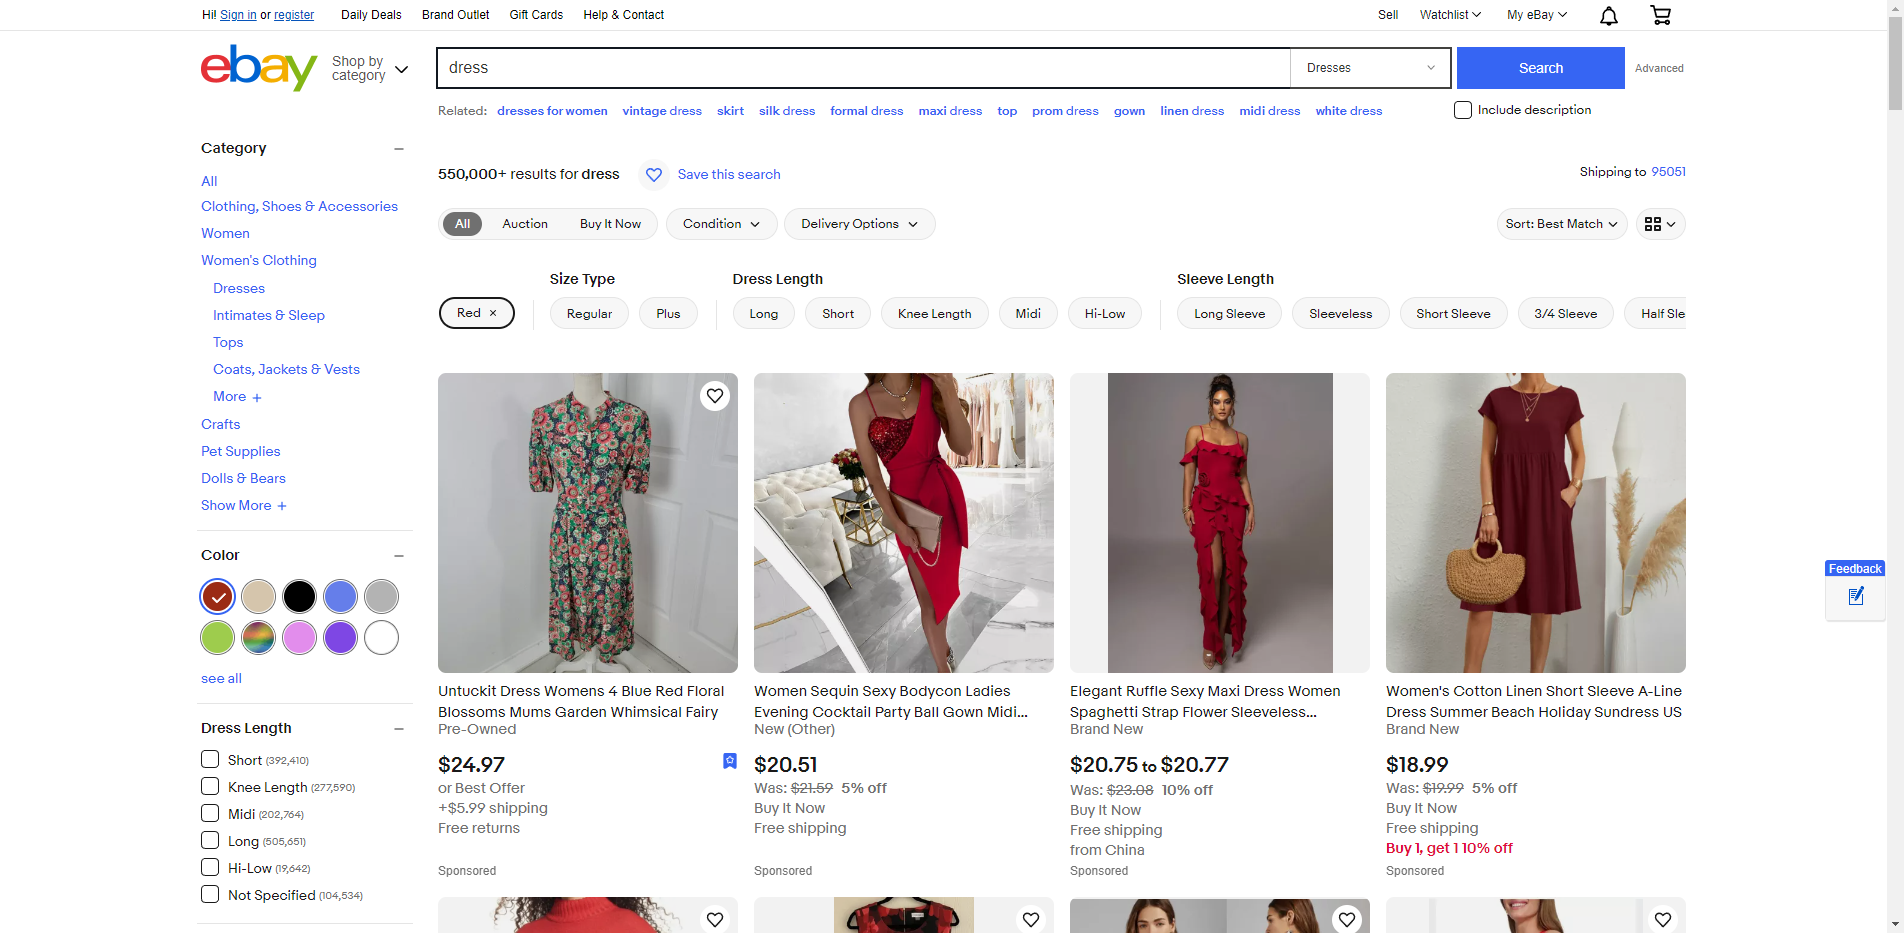 Hi! Sign in or register
Daily Deals
Brand Outlet
Gift Cards
Help & Contact
Sell
Watchlist
My eBay
ebay
Shop by
category
dress
Dresses
Search
Advanced
Related: dresses for women vintage dress skirt silk dress formal dress maxi dress top prom dress gown linen dress midi dress white dress
Include description
Category
All
Clothing, Shoes & Accessories
Women
Women's Clothing
Dresses
Intimates & Sleep
Tops
Coats, Jackets & Vests
More +
Crafts
Pet Supplies
Dolls & Bears
Show More +
Color
see all
Dress Length
Short (392,410)
Knee Length (277,590)
Midi (202,764)
Long (505,651)
Hi-Low (19,642)
Not Specified (104,534)
550,000+ results for dress
Save this search
Shipping to 95051
All
Auction
Buy It Now
Condition
Delivery Options
Sort: Best Match
Red ×
Size Type
Regular
Plus
Dress Length
Long
Short
Knee Length
Midi
Hi-Low
Sleeve Length
Long Sleeve
Sleeveless
Short Sleeve
3/4 Sleeve
Half Sle
Untuckit Dress Womens 4 Blue Red Floral
Blossoms Mums Garden Whimsical Fairy
Pre-Owned
$24.97
or Best Offer
+$5.99 shipping
Free returns
Sponsored
Women Sequin Sexy Bodycon Ladies
Evening Cocktail Party Ball Gown Midi...
New (Other)
$20.51
Was: $21.59 5% off
Buy It Now
Free shipping
Sponsored
Elegant Ruffle Sexy Maxi Dress Women
Spaghetti Strap Flower Sleeveless...
Brand New
$20.75 to $20.77
Was: $23.08 10% off
Buy It Now
Free shipping
from China
Sponsored
Women's Cotton Linen Short Sleeve A-Line
Dress Summer Beach Holiday Sundress US
Brand New
$18.99
Was: $19.99 5% off
Buy It Now
Free shipping
Buy 1, get 1 10% off
Sponsored
Feedback